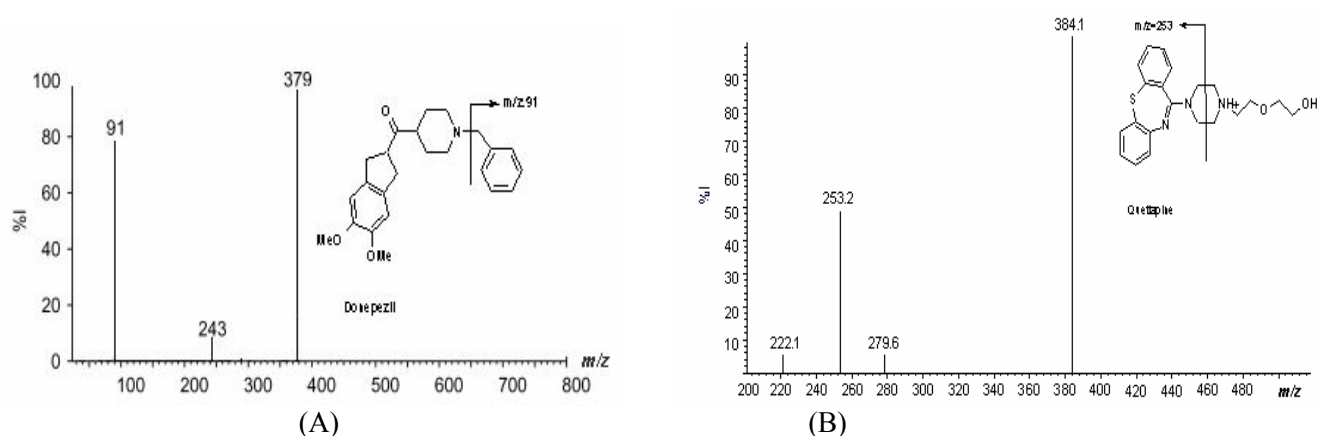 100
80
60
40
20
0
%I
91
243
379
m/z 91
O
N
MeO
OMe
Donepezil
100 200 300 400 500 600 700 800
m/z
(A)
90
80
70
60
50
40
30
20
10
%I
222.1
253.2
279.6
384.1
m/z=253
S
N
N
NH+
O
OH
Quetiapine
200 220 240 260 280 300 320 340 360 380 400 420 440 460 480
m/z
(B)